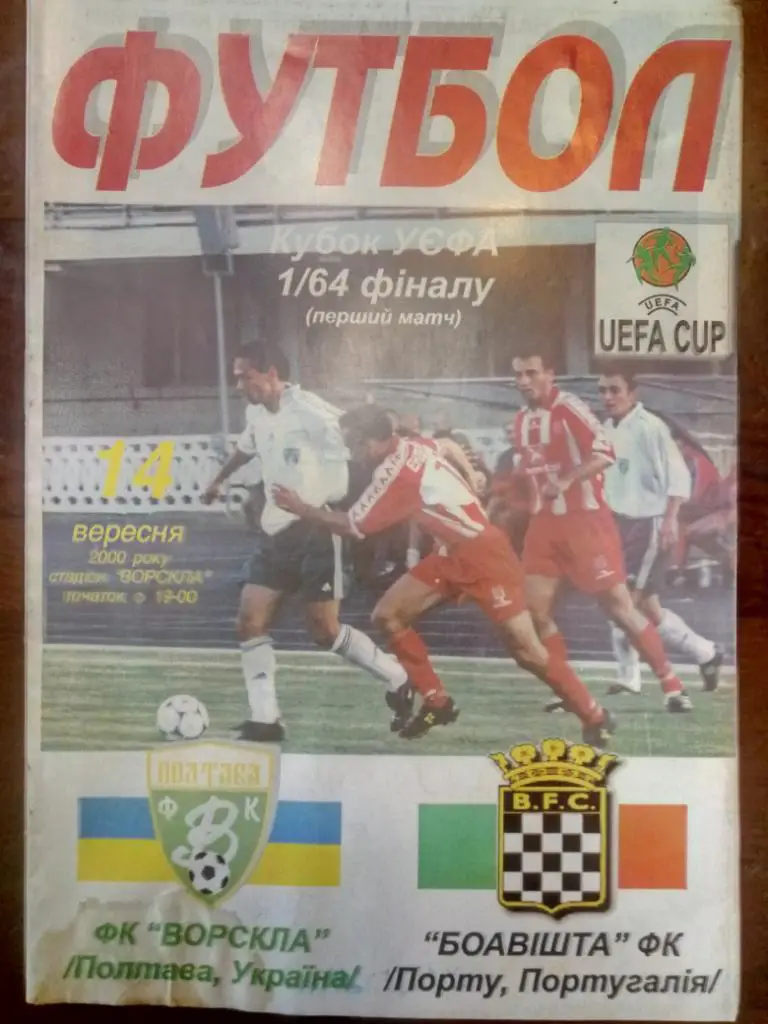 ФУТБОЛ
Кубок УЄФА
1/64 фіналу
(перший матч)
UEFA
UEFA CUP
14
вересня
2000 року
стадіон "ВОРСКЛА"
початок о 19-00
ПОЛТАВА
Ф К
В
B.F.C.
ФК "ВОРСКЛА"
/Полтава, Україна/
"БОАВІШТА" ФК
/Порту, Португалія/